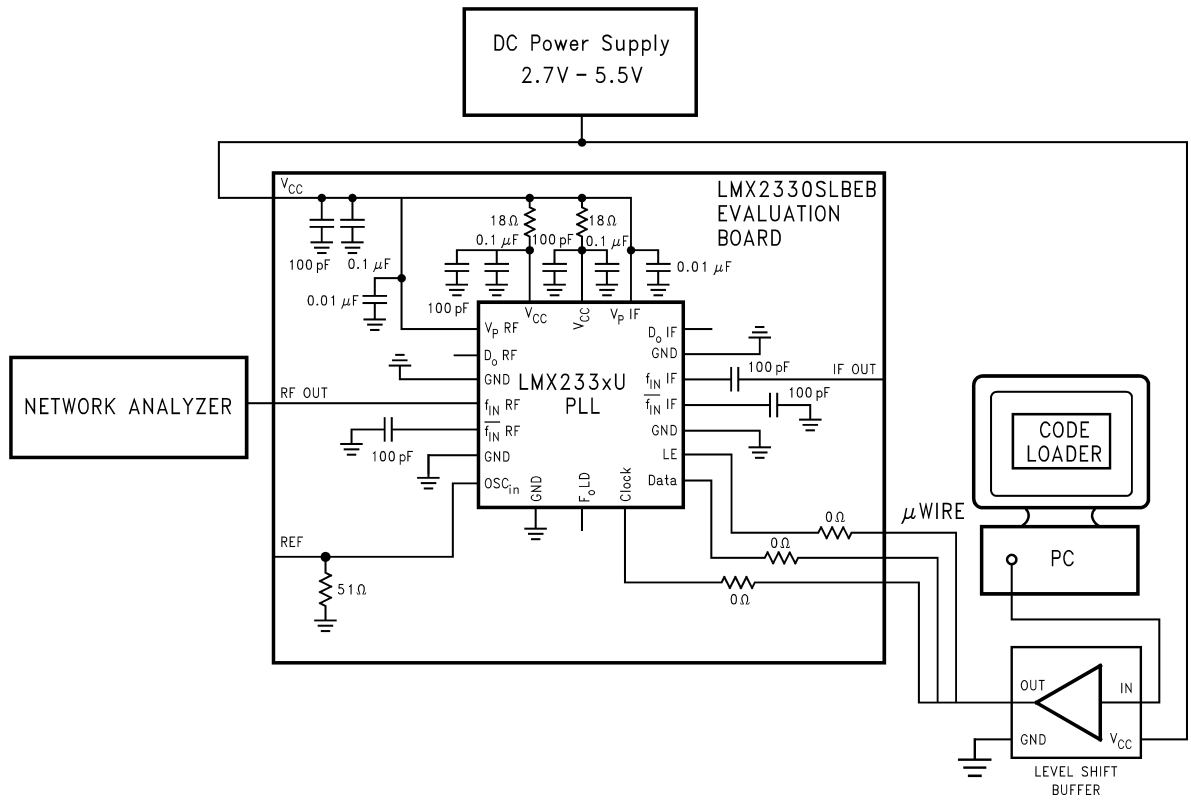 DC Power Supply
2.7V – 5.5V
V_CC
LMX2330SLBEB
EVALUATION
BOARD
18Ω
18Ω
100 pF
0.1 μF
0.1 μF
100 pF
0.1 μF
0.01 μF
0.01 μF
100 pF
V_CC
V_CC
V_P IF
V_P RF
D_o RF
GND
f_IN RF
f̅_IN RF
GND
OSC_in
LMX233xU
PLL
D_o IF
GND
f_IN IF
f̅_IN IF
GND
LE
Data
GND
F_oLD
Clock
100 pF
IF OUT
100 pF
NETWORK ANALYZER
RF OUT
100 pF
REF
51Ω
0Ω
0Ω
0Ω
μWIRE
CODE
LOADER
PC
OUT
IN
GND
V_CC
LEVEL SHIFT
BUFFER